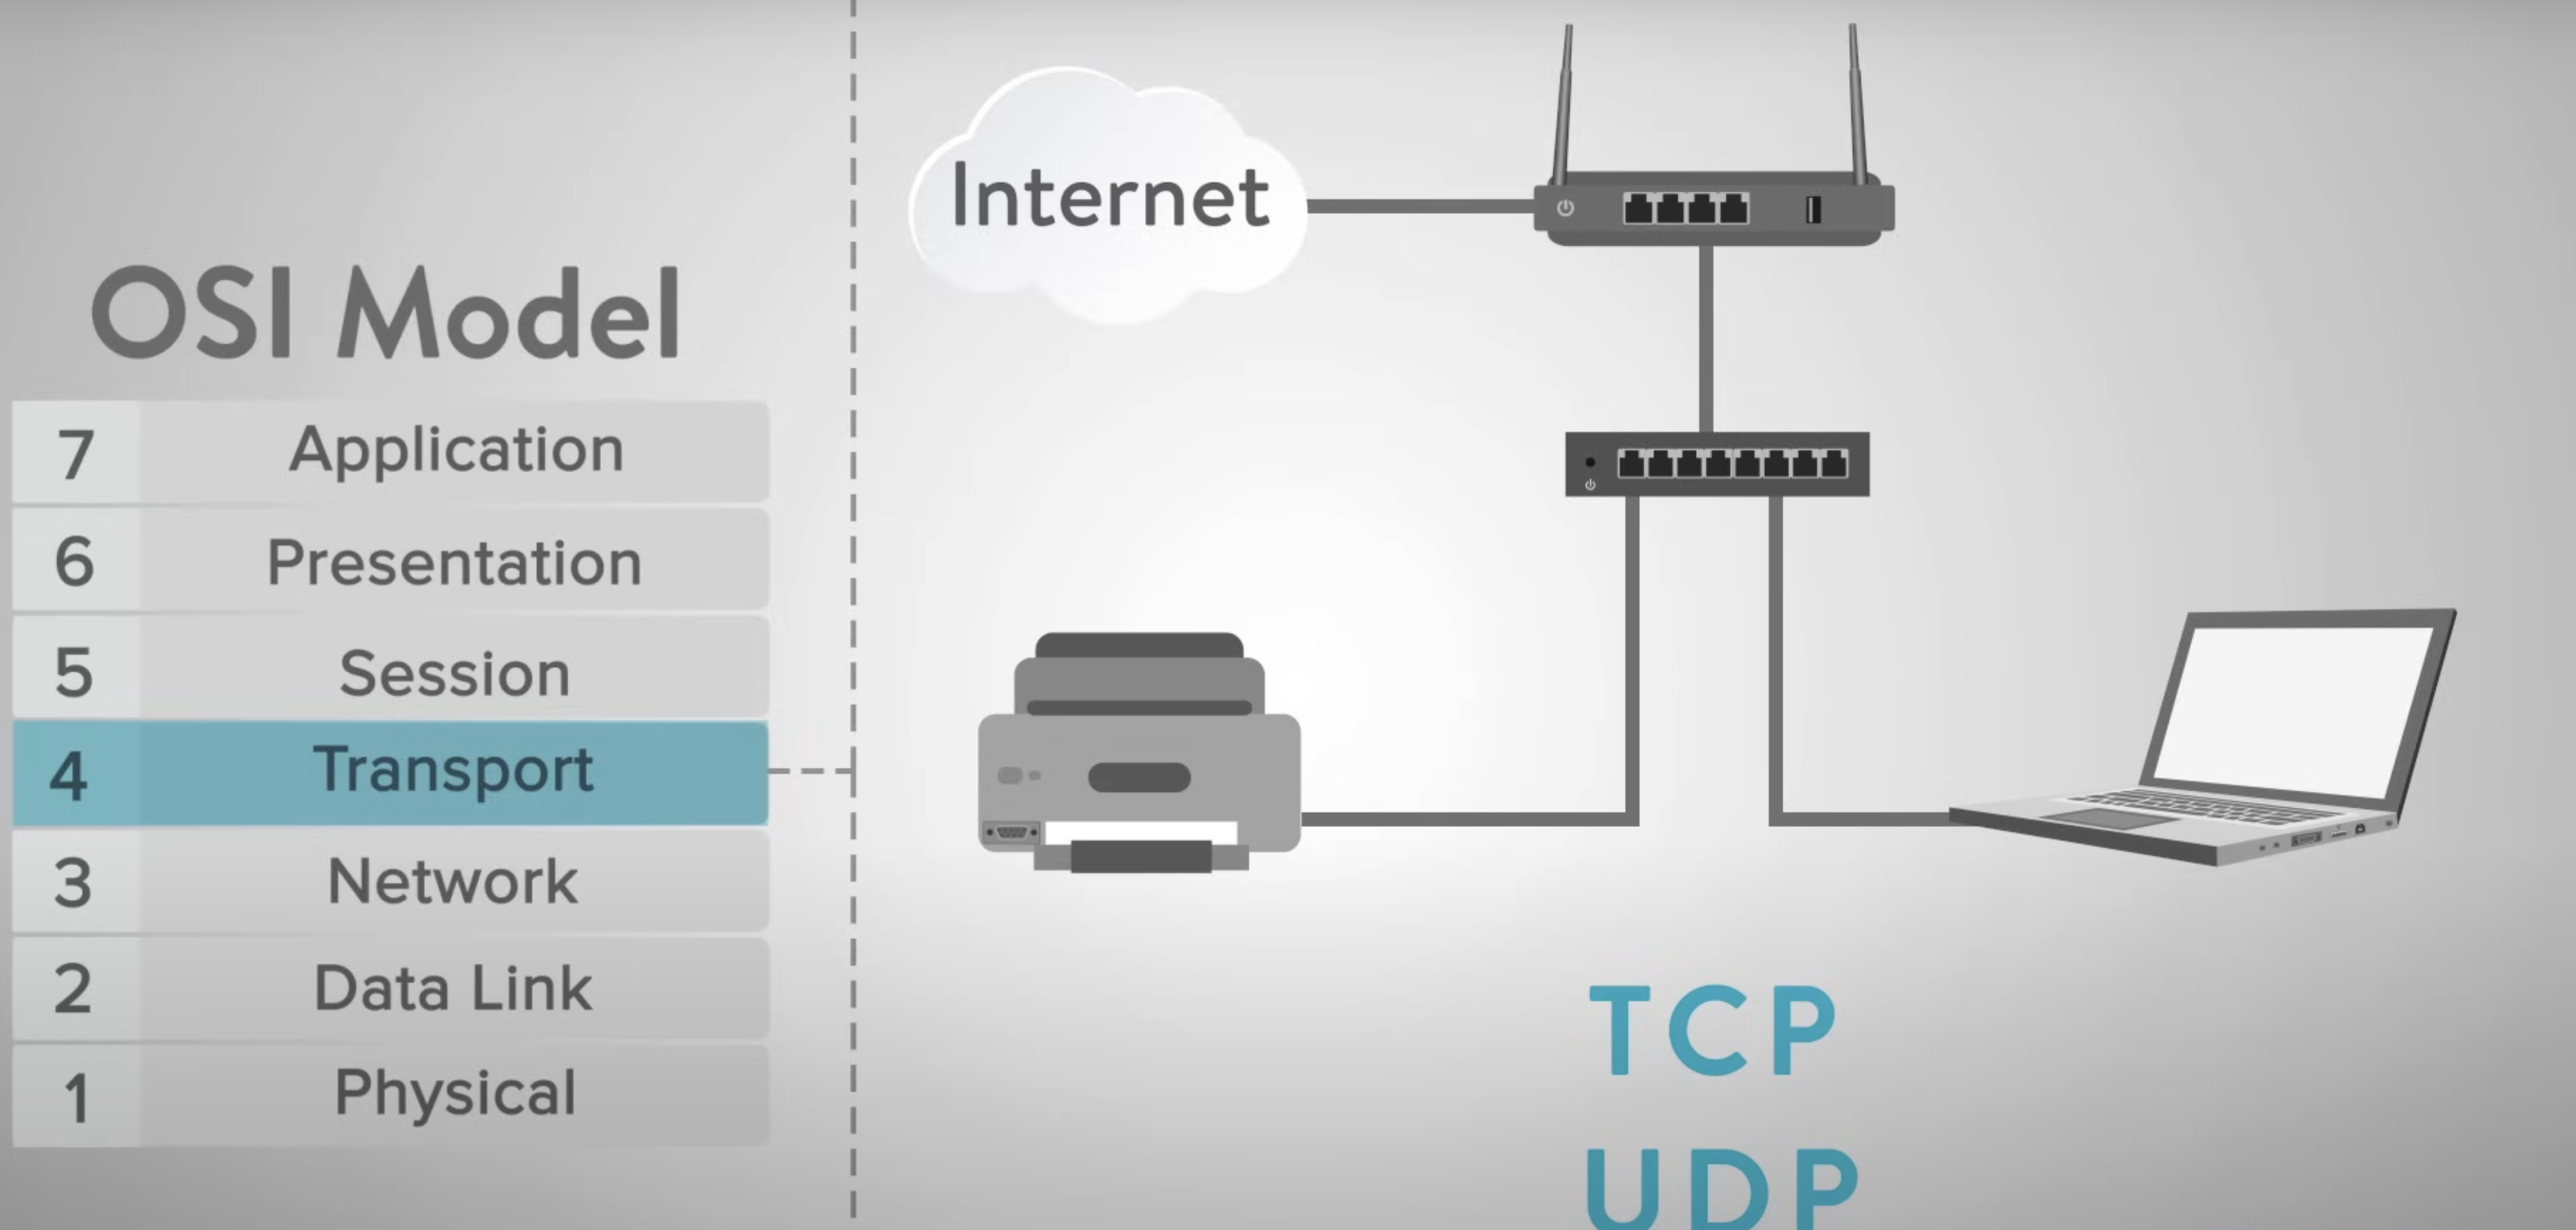 OSI Model
7 Application
6 Presentation
5 Session
4 Transport
3 Network
2 Data Link
1 Physical
Internet
TCP
UDP